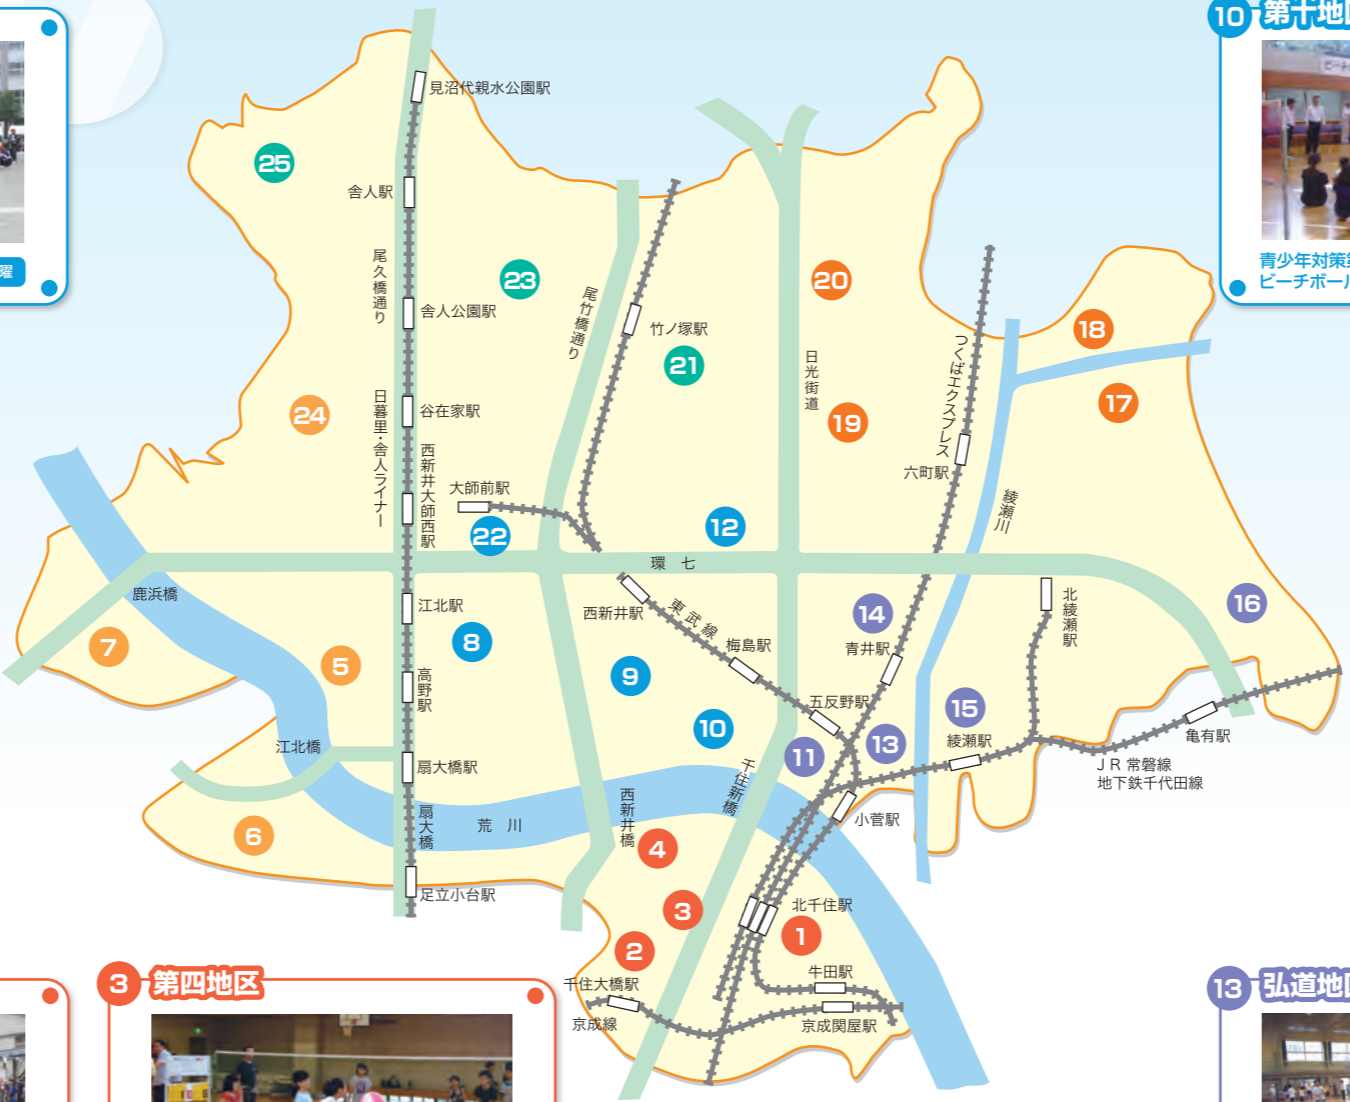 10 第十地区
曜
青少年対策
ビーチボール
見沼代親水公園駅
25
舎人駅
尾久橋通り
23
20
舎人公園駅
尾竹橋通り
竹ノ塚駅
18
21
つくばエクスプレス
日光街道
24
谷在家駅
17
日暮里・舎人ライナー
19
西新井大師西駅
六町駅
大師前駅
綾瀬川
22
12
環 七
鹿浜橋
西新井駅
北綾瀬駅
江北駅
東武線
14
16
7
8
梅島駅
青井駅
5
高野駅
9
五反野駅
15
10
13
綾瀬駅
江北橋
11
亀有駅
扇大橋駅
千住新橋
JR常磐線
地下鉄千代田線
西新井橋
扇大橋
荒 川
小菅駅
6
4
足立小台駅
3
北千住駅
1
2
牛田駅
千住大橋駅
京成線
京成関屋駅
3 第四地区
13 弘道地区